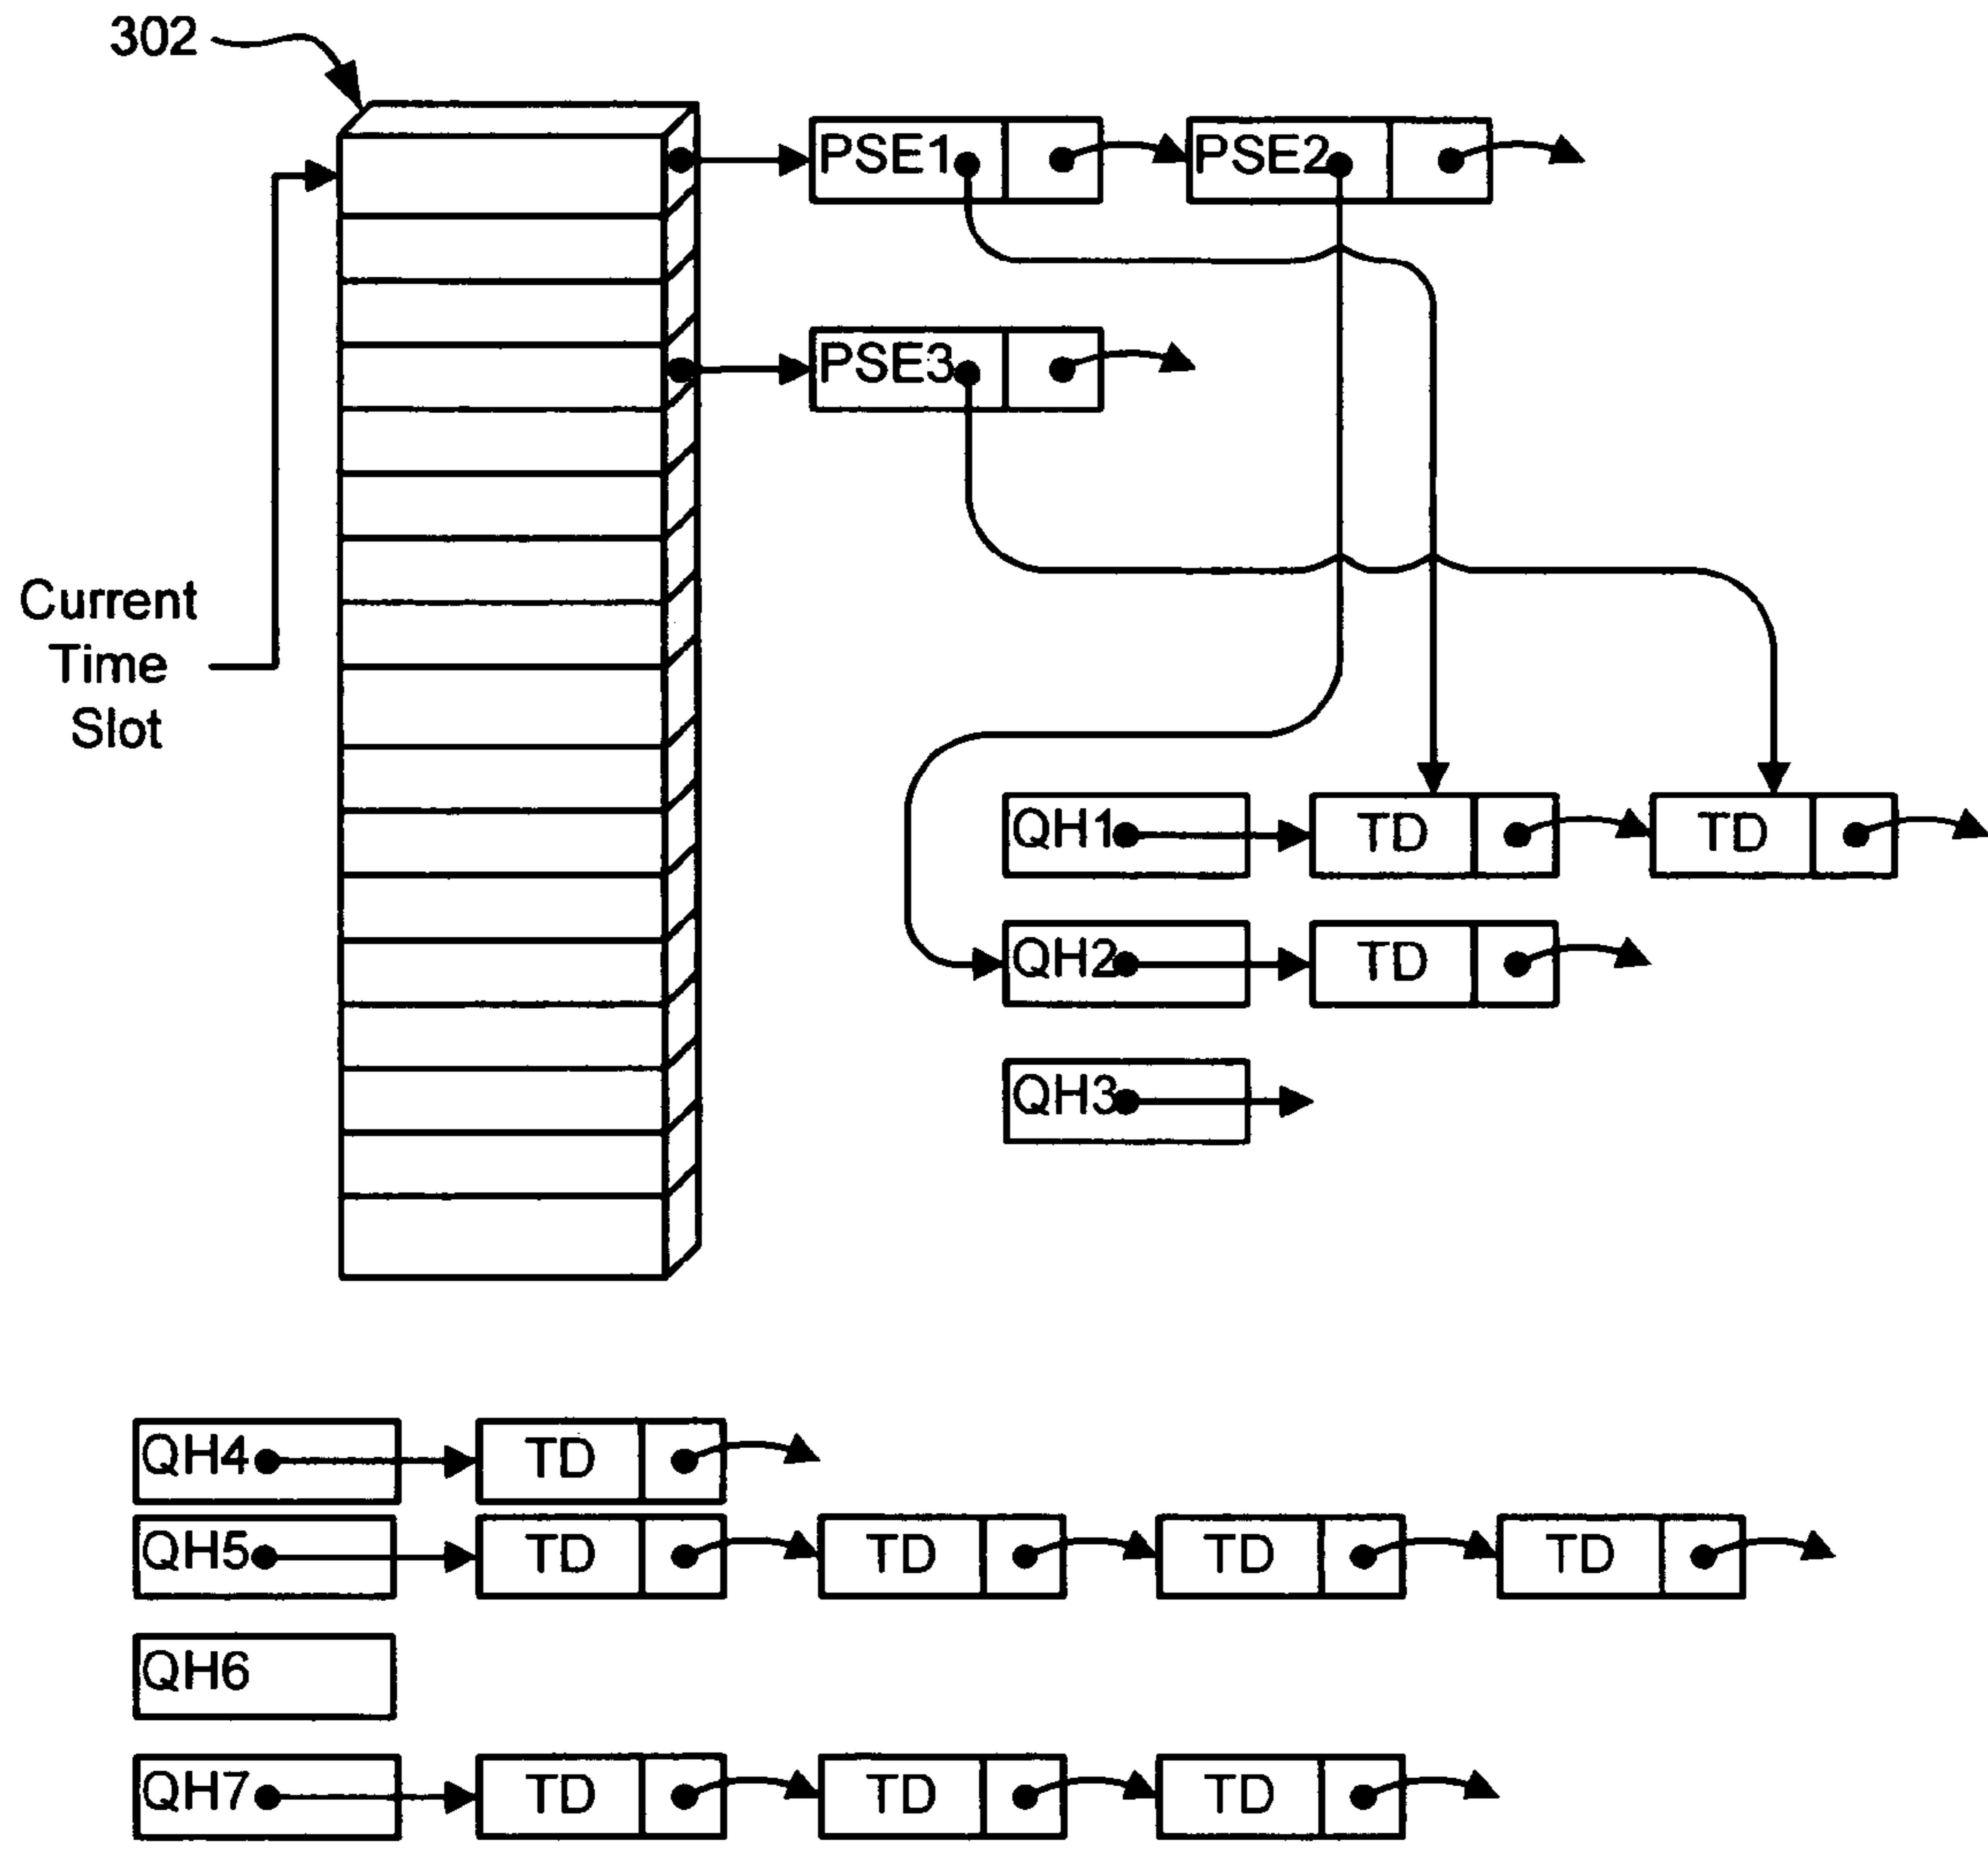 302
PSE1
PSE2
PSE3
Current
Time
Slot
QH1 TD TD
QH2 TD
QH3
QH4 TD
QH5 TD TD TD TD
QH6
QH7 TD TD TD